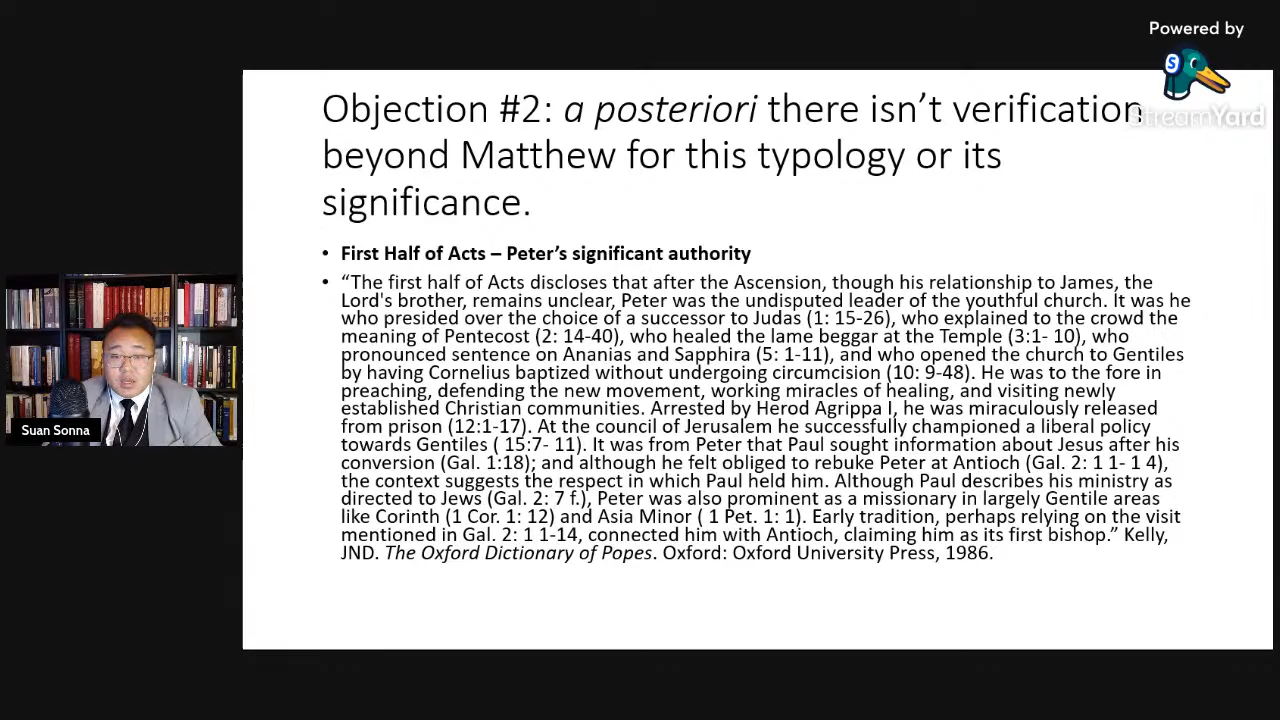 Powered by
S
StreamYard
Objection #2: a posteriori there isn’t verification
beyond Matthew for this typology or its
significance.
• First Half of Acts – Peter’s significant authority
• “The first half of Acts discloses that after the Ascension, though his relationship to James, the
Lord's brother, remains unclear, Peter was the undisputed leader of the youthful church. It was he
who presided over the choice of a successor to Judas (1: 15-26), who explained to the crowd the
meaning of Pentecost (2: 14-40), who healed the lame beggar at the Temple (3:1- 10), who
pronounced sentence on Ananias and Sapphira (5: 1-11), and who opened the church to Gentiles
by having Cornelius baptized without undergoing circumcision (10: 9-48). He was to the fore in
preaching, defending the new movement, working miracles of healing, and visiting newly
established Christian communities. Arrested by Herod Agrippa I, he was miraculously released
from prison (12:1-17). At the council of Jerusalem he successfully championed a liberal policy
towards Gentiles ( 15:7- 11). It was from Peter that Paul sought information about Jesus after his
conversion (Gal. 1:18); and although he felt obliged to rebuke Peter at Antioch (Gal. 2: 1 1- 1 4),
the context suggests the respect in which Paul held him. Although Paul describes his ministry as
directed to Jews (Gal. 2: 7 f.), Peter was also prominent as a missionary in largely Gentile areas
like Corinth (1 Cor. 1: 12) and Asia Minor ( 1 Pet. 1: 1). Early tradition, perhaps relying on the visit
mentioned in Gal. 2: 1 1-14, connected him with Antioch, claiming him as its first bishop.” Kelly,
JND. The Oxford Dictionary of Popes. Oxford: Oxford University Press, 1986.
Suan Sonna